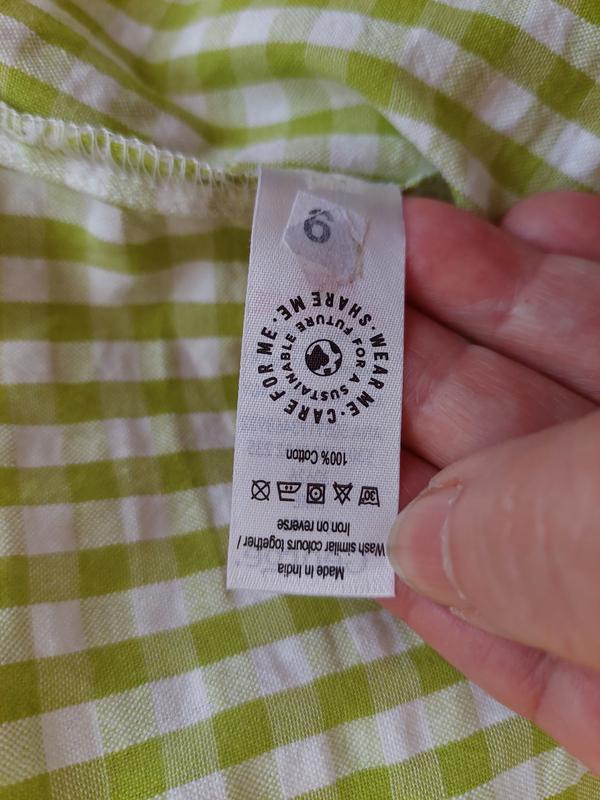 Made in India
Wash similar colours together /
Iron on reverse
30
100% Cotton
WEAR ME · CARE FOR ME · SHARE ME ·
FOR A SUSTAINABLE FUTURE
9